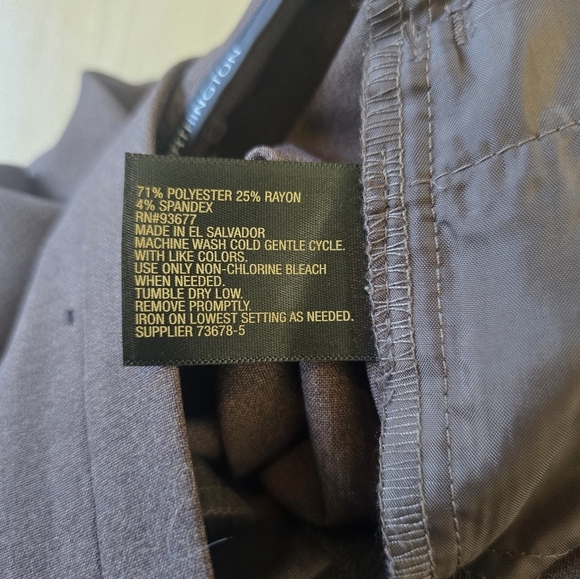 THINGTON
71% POLYESTER 25% RAYON
4% SPANDEX
RN#93677
MADE IN EL SALVADOR
MACHINE WASH COLD GENTLE CYCLE.
WITH LIKE COLORS.
USE ONLY NON-CHLORINE BLEACH
WHEN NEEDED.
TUMBLE DRY LOW.
REMOVE PROMPTLY.
IRON ON LOWEST SETTING AS NEEDED.
SUPPLIER 73678-5